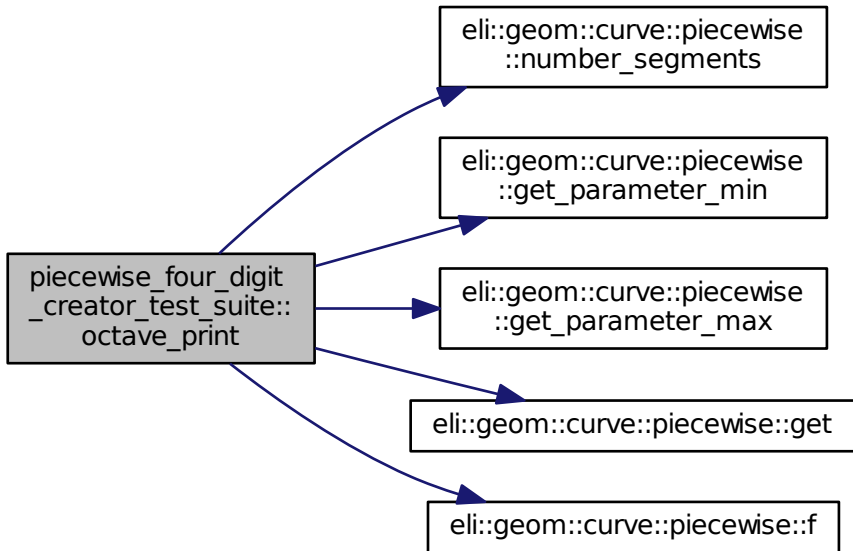 piecewise_four_digit
_creator_test_suite::
octave_print
eli::geom::curve::piecewise
::number_segments
eli::geom::curve::piecewise
::get_parameter_min
eli::geom::curve::piecewise
::get_parameter_max
eli::geom::curve::piecewise::get
eli::geom::curve::piecewise::f